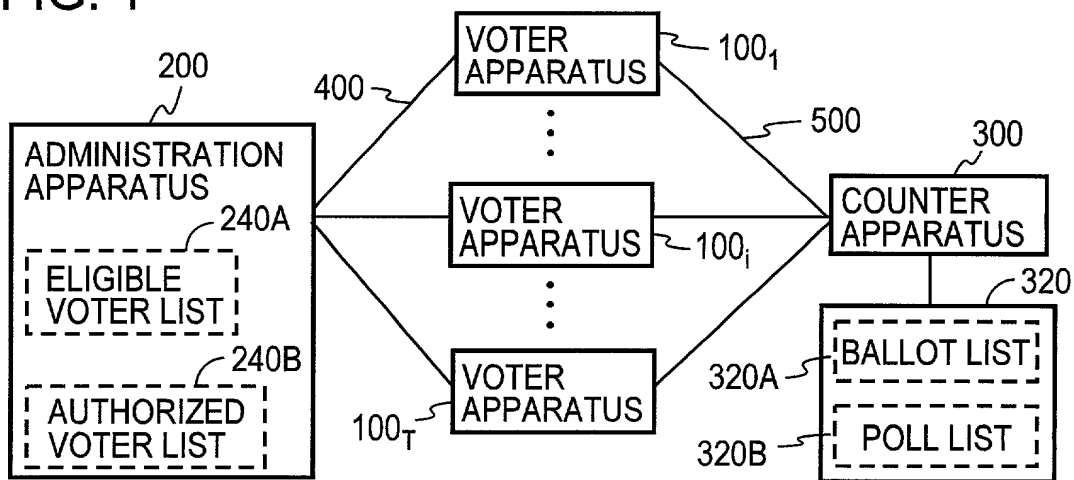 FIG. 1
200
ADMINISTRATION
APPARATUS
240A
ELIGIBLE
VOTER LIST
240B
AUTHORIZED
VOTER LIST
400
VOTER
APPARATUS
100₁
VOTER
APPARATUS
100ᵢ
VOTER
APPARATUS
100T
500
300
COUNTER
APPARATUS
320
320A
BALLOT LIST
320B
POLL LIST